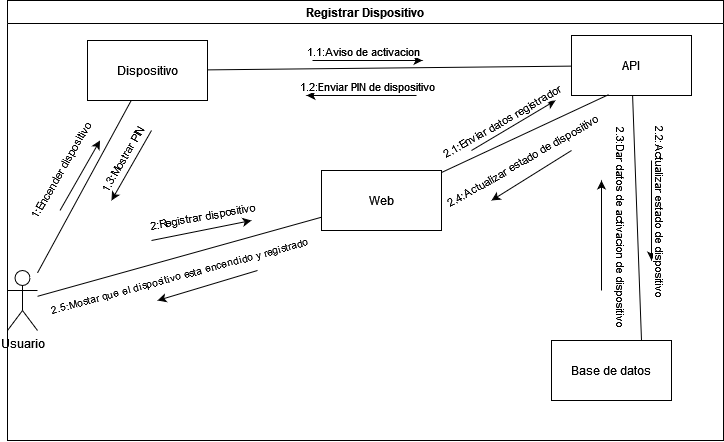 Registrar Dispositivo
1.1:Aviso de activacion
Dispositivo
API
1.2:Enviar PIN de dispositivo
1:Encender dispositivo
1.3:Mostrar PIN
2.1:Enviar datos registrador
2.4:Actualizar estado de dispositivo
2.3:Dar datos de activacion de dispositivo
2.2:Actualizar estado de dispositivo
Web
2:Registrar dispositivo
2.5:Mostar que el dispositivo esta encendido y registrado
Usuario
Base de datos